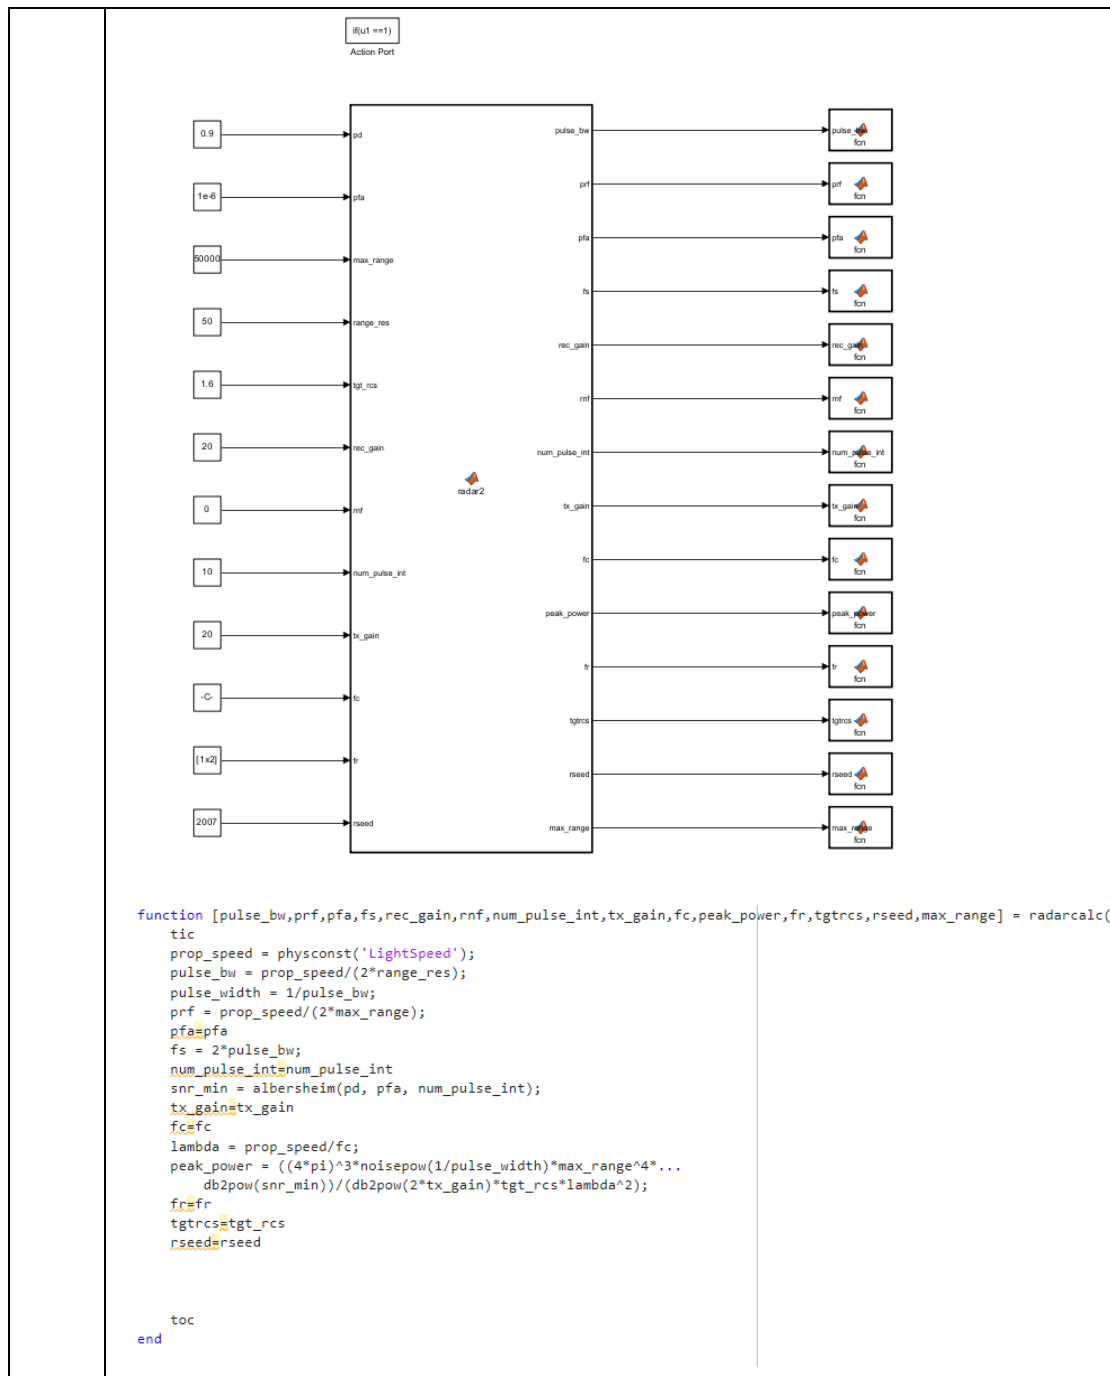 if(u1 ==1)
Action Port
0.9
pd
pulse_bw
pulse_bw
fcn
prf
prf
fcn
1e-6
pfa
pfa
pfa
fcn
50000
max_range
fs
fs
fcn
50
range_res
rec_gain
rec_gain
fcn
1.6
tgt_rcs
rnf
rnf
fcn
20
rec_gain
num_pulse_int
num_pulse_int
fcn
radar2
0
rnf
tx_gain
tx_gain
fcn
10
num_pulse_int
fc
fc
fcn
20
tx_gain
peak_power
peak_power
fcn
-C-
fc
fr
fr
fcn
tgtrcs
tgtrcs
fcn
[1x2]
fr
rseed
rseed
fcn
2007
rseed
max_range
max_range
fcn
function [pulse_bw,prf,pfa,fs,rec_gain,rnf,num_pulse_int,tx_gain,fc,peak_power,fr,tgtrcs,rseed,max_range] = radarcalc(
tic
prop_speed = physconst('LightSpeed');
pulse_bw = prop_speed/(2*range_res);
pulse_width = 1/pulse_bw;
prf = prop_speed/(2*max_range);
pfa=pfa
fs = 2*pulse_bw;
num_pulse_int=num_pulse_int
snr_min = albersheim(pd, pfa, num_pulse_int);
tx_gain=tx_gain
fc=fc
lambda = prop_speed/fc;
peak_power = ((4*pi)^3*noisepow(1/pulse_width)*max_range^4*...
db2pow(snr_min))/(db2pow(2*tx_gain)*tgt_rcs*lambda^2);
fr=fr
tgtrcs=tgt_rcs
rseed=rseed
toc
end